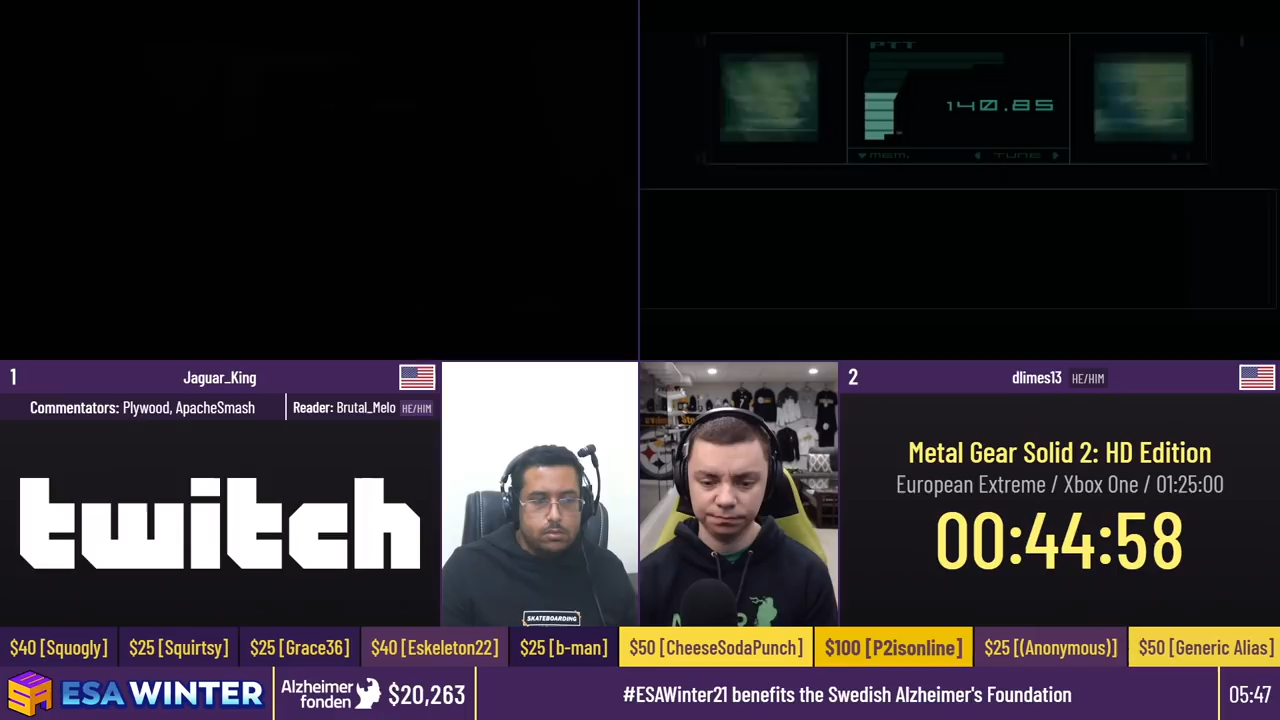 PTT
140.85
MEM.
TUNE
1
Jaguar_King
Commentators: Plywood, ApacheSmash
Reader: Brutal_Melo HE/HIM
2
dlimes13 HE/HIM
twitch
SKATEBOARDING
Metal Gear Solid 2: HD Edition
European Extreme / Xbox One / 01:25:00
00:44:58
$40 [Squogly] $25 [Squirtsy] $25 [Grace36] $40 [Eskeleton22] $25 [b-man] $50 [CheeseSodaPunch] $100 [P2isonline] $25 [(Anonymous)] $50 [Generic Alias]
ESA WINTER
Alzheimer
fonden
$20,263
#ESAWinter21 benefits the Swedish Alzheimer's Foundation
05:47